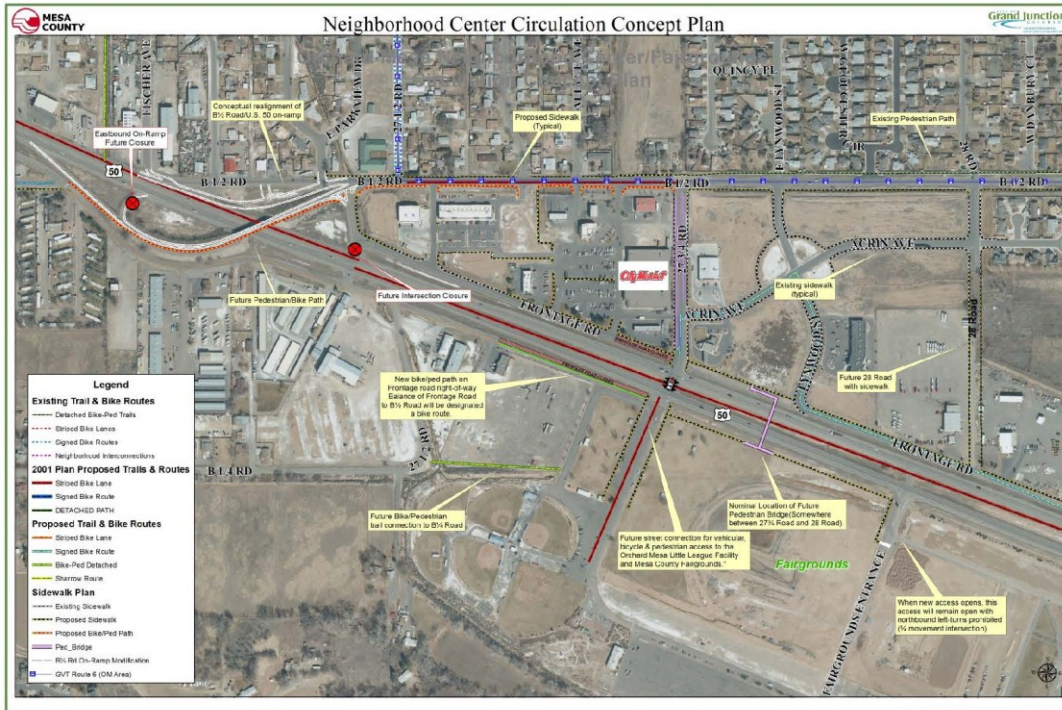 MESA
COUNTY
Neighborhood Center Circulation Concept Plan
Grand Junction
COLORADO
FISCHER AVE
Conceptual realignment of
B½ Road/U.S. 50 on-ramp
E PARKVIEW DR
27 1/2 RD
Proposed Sidewalk
(Typical)
QUINCY PL
Existing Pedestrian Path
W DANBURY CT
Eastbound On-Ramp
Future Closure
50
B 1/2 RD
B 1/2 RD
B 1/2 RD
B 1/2 RD
27 3/4 RD
City Market
ACRIN AVE
ACRIN AVE
Existing sidewalk
(typical)
28 Road
Future Pedestrian/Bike Path
Future Intersection Closure
FRONTAGE RD
New bike/ped path on
Frontage road right-of-way
Balance of Frontage Road
to B½ Road will be designated
a bike route.
50
Future 28 Road
with sidewalk
FRONTAGE RD
B 1/4 RD
27 1/2 RD
Future Bike/Pedestrian
trail connection to B¼ Road
Future street connection for vehicular,
bicycle & pedestrian access to the
Orchard Mesa Little League Facility
and Mesa County Fairgrounds."
Nominal Location of Future
Pedestrian Bridge(Somewhere
between 27¾ Road and 28 Road)
Fairgrounds
FAIRGROUNDS ENTRANCE
When new access opens, this
access will remain open with
northbound left-turns prohibited
(¾ movement intersection)
Legend
Existing Trail & Bike Routes
Detached Bike-Ped Trails
Striped Bike Lanes
Signed Bike Routes
Neighborhood Interconnections
2001 Plan Proposed Trails & Routes
Striped Bike Lane
Signed Bike Route
DETACHED PATH
Proposed Trail & Bike Routes
Striped Bike Lane
Signed Bike Route
Bike-Ped Detached
Sharrow Route
Sidewalk Plan
Existing Sidewalk
Proposed Sidewalk
Proposed Bike/Ped Path
Ped_Bridge
B½ Rd On-Ramp Modification
GVT Route 6 (OM Area)